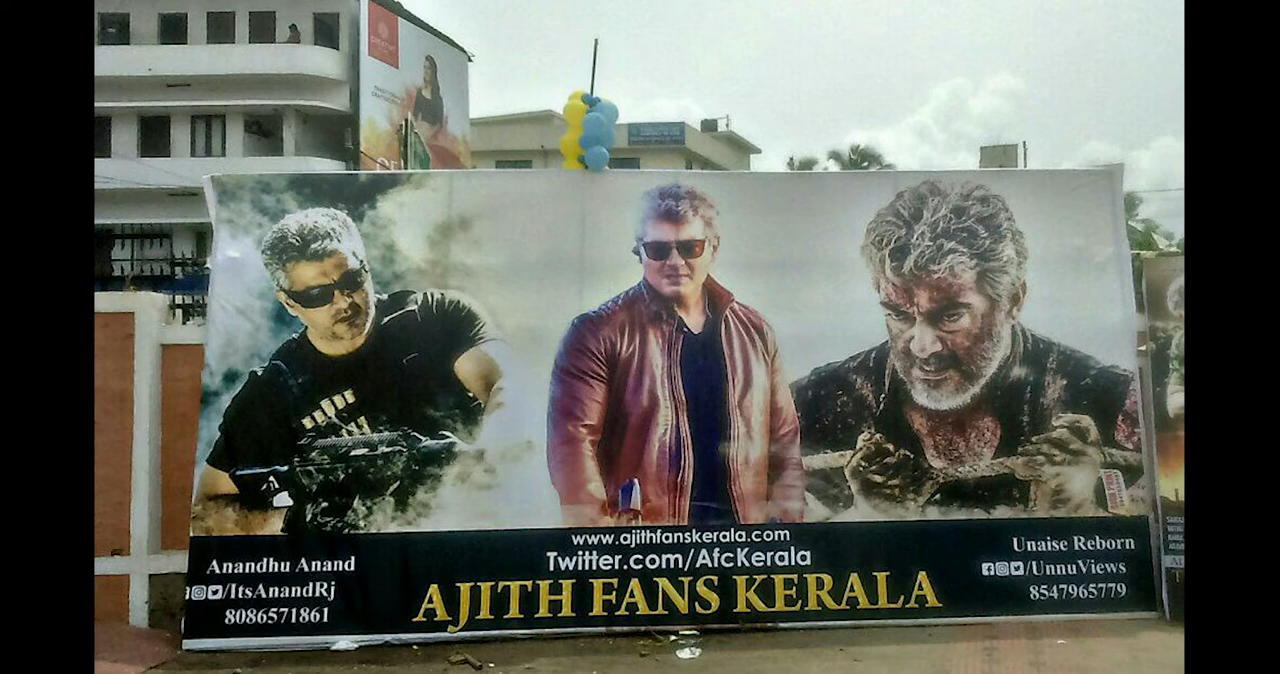 www.ajithfanskerala.com
Twitter.com/AfcKerala
AJITH FANS KERALA
Anandhu Anand
/ItsAnandRj
8086571861
Unaise Reborn
/UnnuViews
8547965779